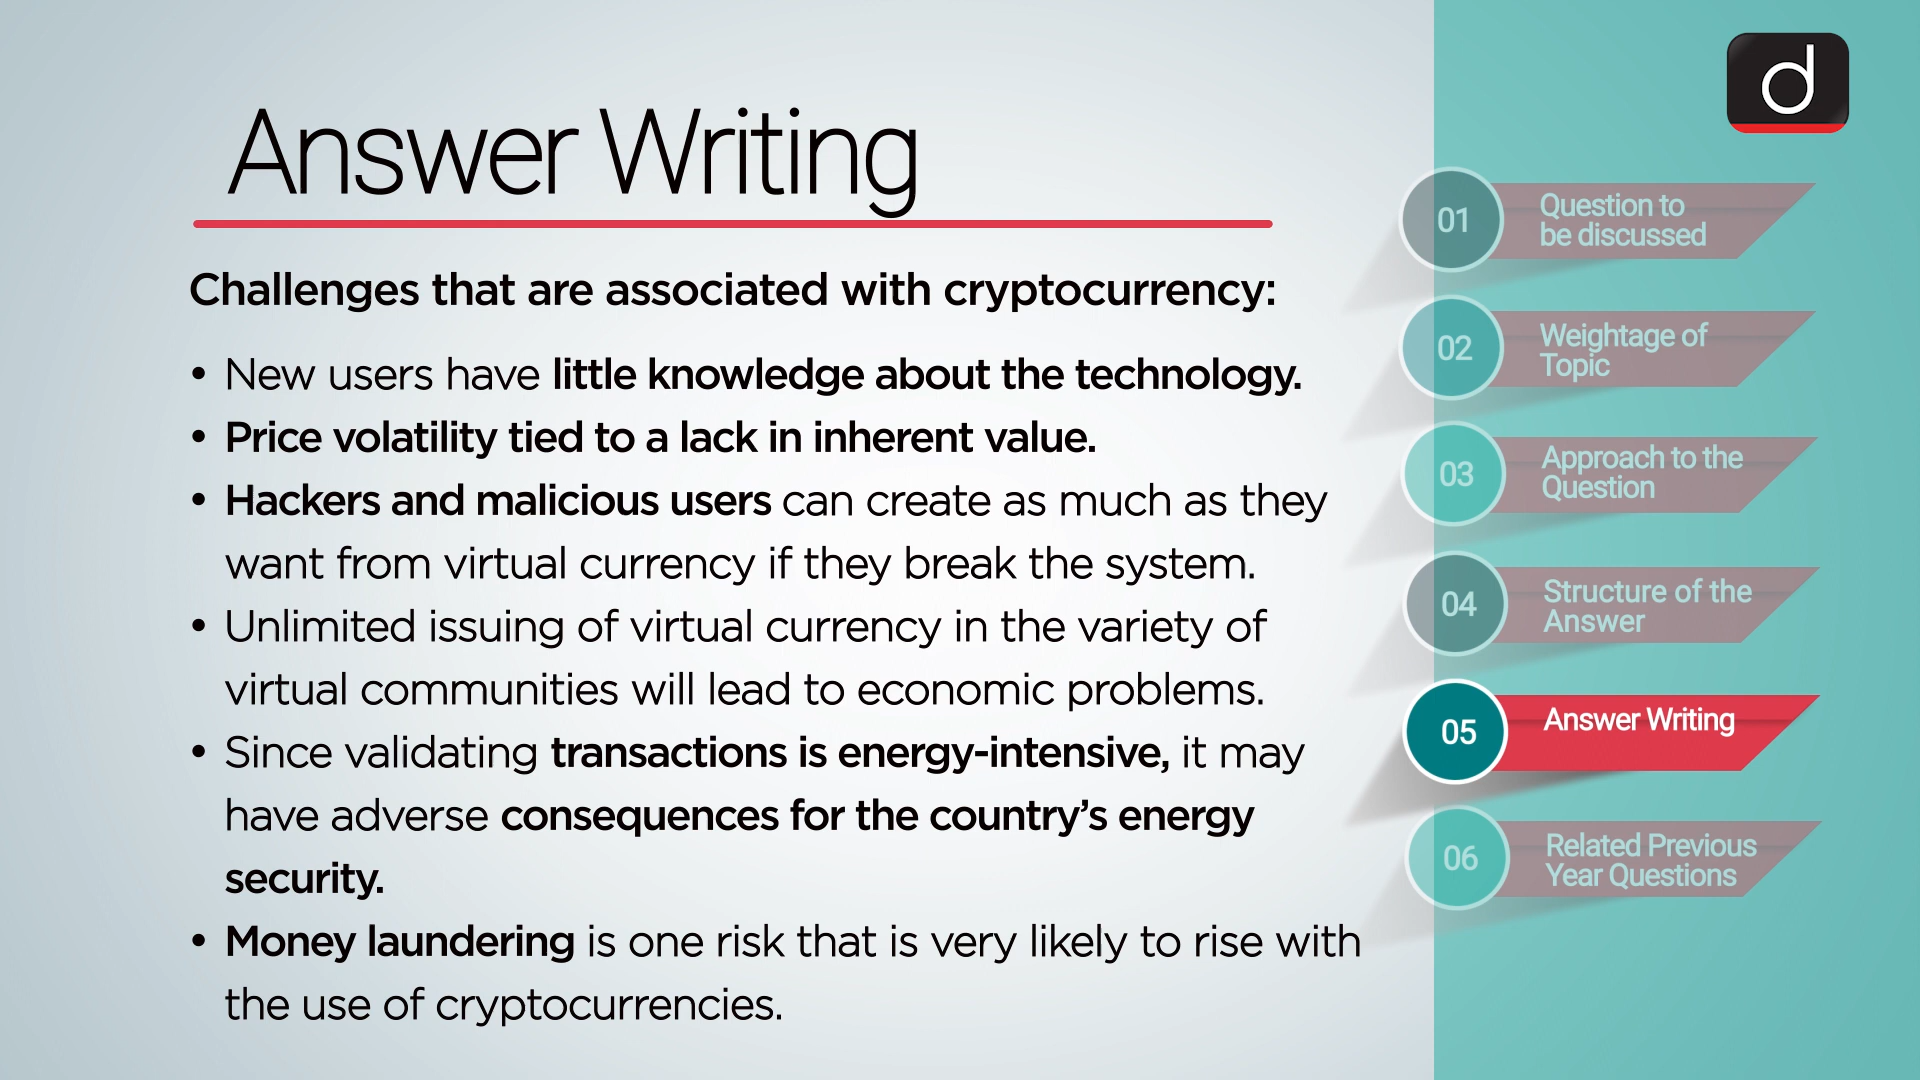 Answer Writing
Challenges that are associated with cryptocurrency:
• New users have little knowledge about the technology.
• Price volatility tied to a lack in inherent value.
• Hackers and malicious users can create as much as they
want from virtual currency if they break the system.
• Unlimited issuing of virtual currency in the variety of
virtual communities will lead to economic problems.
• Since validating transactions is energy-intensive, it may
have adverse consequences for the country’s energy
security.
• Money laundering is one risk that is very likely to rise with
the use of cryptocurrencies.
d
01
Question to
be discussed
02
Weightage of
Topic
03
Approach to the
Question
04
Structure of the
Answer
05
Answer Writing
06
Related Previous
Year Questions